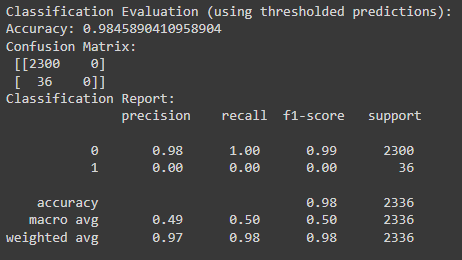 Classification Evaluation (using thresholded predictions):
Accuracy: 0.9845890410958904
Confusion Matrix:
[[2300 0]
[ 36 0]]
Classification Report:
precision recall f1-score support
0 0.98 1.00 0.99 2300
1 0.00 0.00 0.00 36
accuracy 0.98 2336
macro avg 0.49 0.50 0.50 2336
weighted avg 0.97 0.98 0.98 2336